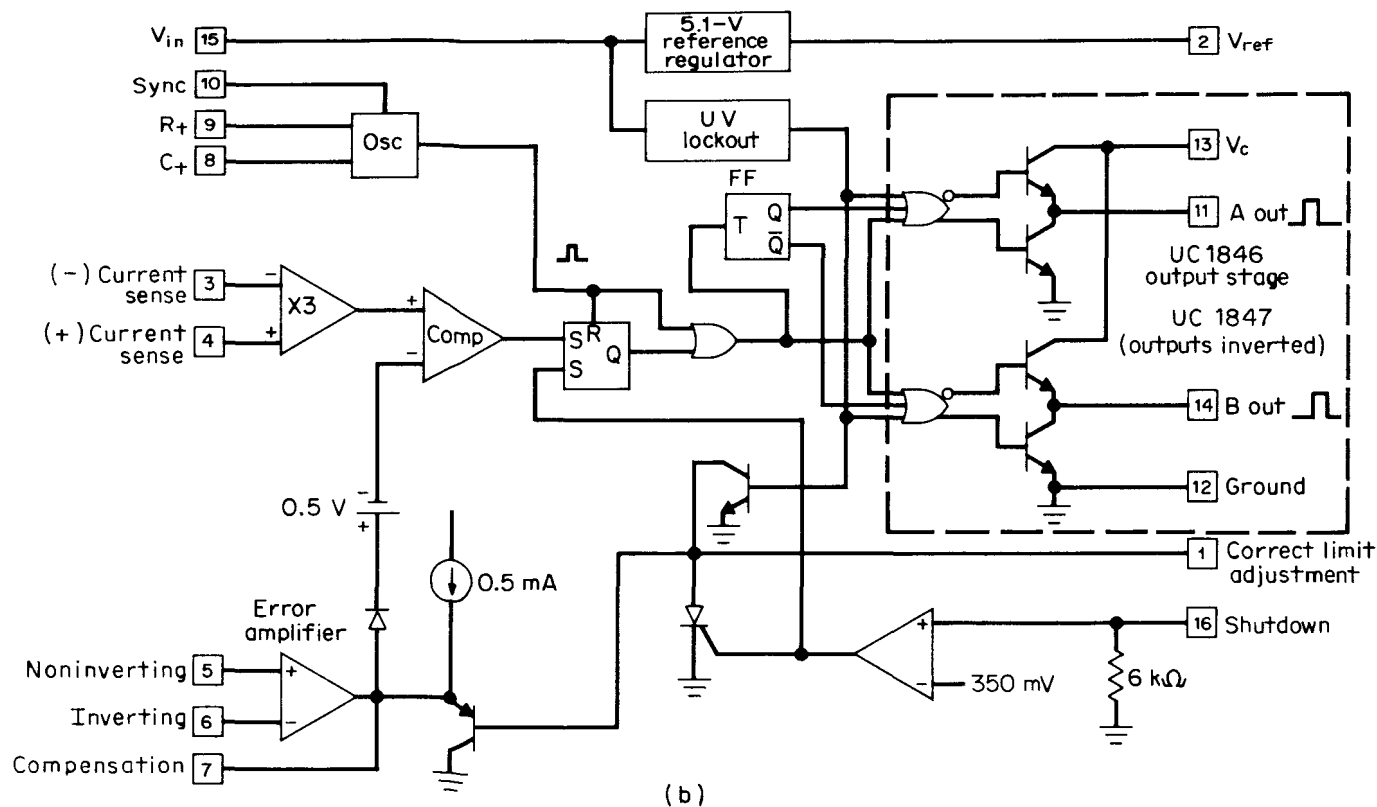 V_in 15
5.1-V
reference
regulator
2 V_ref
Sync 10
R+ 9
C+ 8
Osc
UV
lockout
FF
T Q
Q̅
13 V_c
11 A out
UC 1846
output stage
UC 1847
(outputs inverted)
14 B out
12 Ground
(-) Current
sense
3
(+) Current
sense
4
-
+
X3
+
-
Comp
S R
Q
S
-
0.5 V
+
0.5 mA
1 Correct limit
adjustment
16 Shutdown
+
-
350 mV
6 kΩ
Error
amplifier
Noninverting 5
+
Inverting 6
-
Compensation 7
(b)